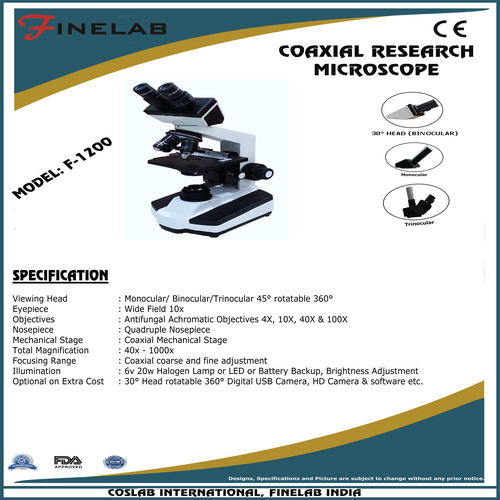 FINELAB
CE
COAXIAL RESEARCH
MICROSCOPE
30° HEAD (BINOCULAR)
MODEL: F-1200
Monocular
Trinocular
SPECIFICATION
Viewing Head : Monocular/ Binocular/Trinocular 45° rotatable 360°
Eyepiece : Wide Field 10x
Objectives : Antifungal Achromatic Objectives 4X, 10X, 40X & 100X
Nosepiece : Quadruple Nosepiece
Mechanical Stage : Coaxial Mechanical Stage
Total Magnification : 40x - 1000x
Focusing Range : Coaxial coarse and fine adjustment
Illumination : 6v 20w Halogen Lamp or LED or Battery Backup, Brightness Adjustment
Optional on Extra Cost : 30° Head rotatable 360° Digital USB Camera, HD Camera & software etc.
FDA
APPROVED
Designs, Specifications and Picture are subject to change without any prior notice.
COSLAB INTERNATIONAL, FINELAB INDIA